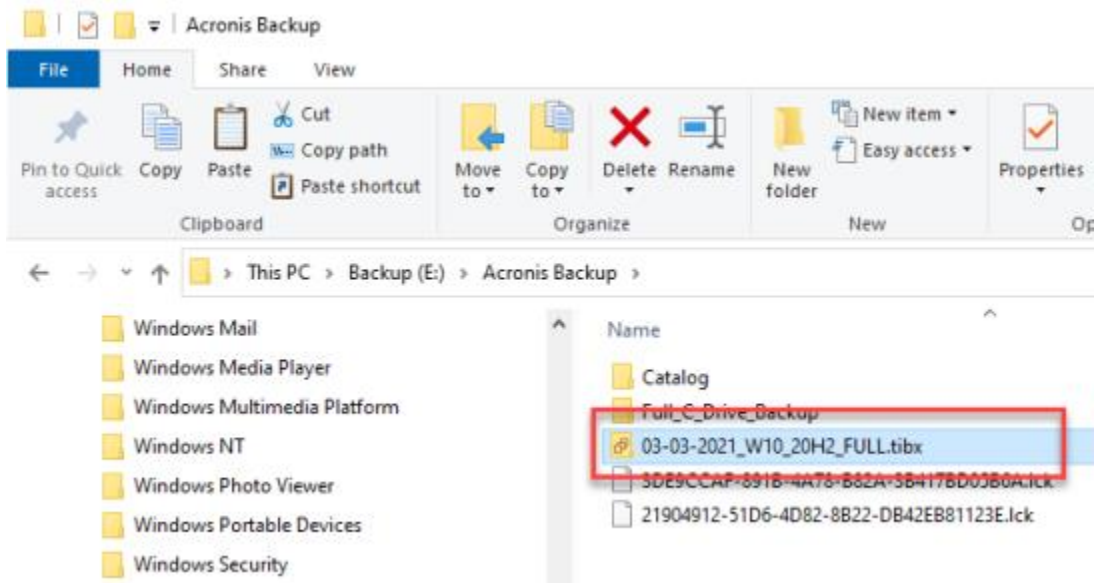 Acronis Backup
File Home Share View
Pin to Quick access
Copy
Paste
Cut
Copy path
Paste shortcut
Move to
Copy to
Delete
Rename
New folder
New item
Easy access
Properties
Clipboard Organize New Op
This PC > Backup (E:) > Acronis Backup >
Windows Mail
Windows Media Player
Windows Multimedia Platform
Windows NT
Windows Photo Viewer
Windows Portable Devices
Windows Security
Name
Catalog
Full_C_Drive_Backup
03-03-2021_W10_20H2_FULL.tibx
21904912-51D6-4D82-8B22-DB42EB81123E.lck